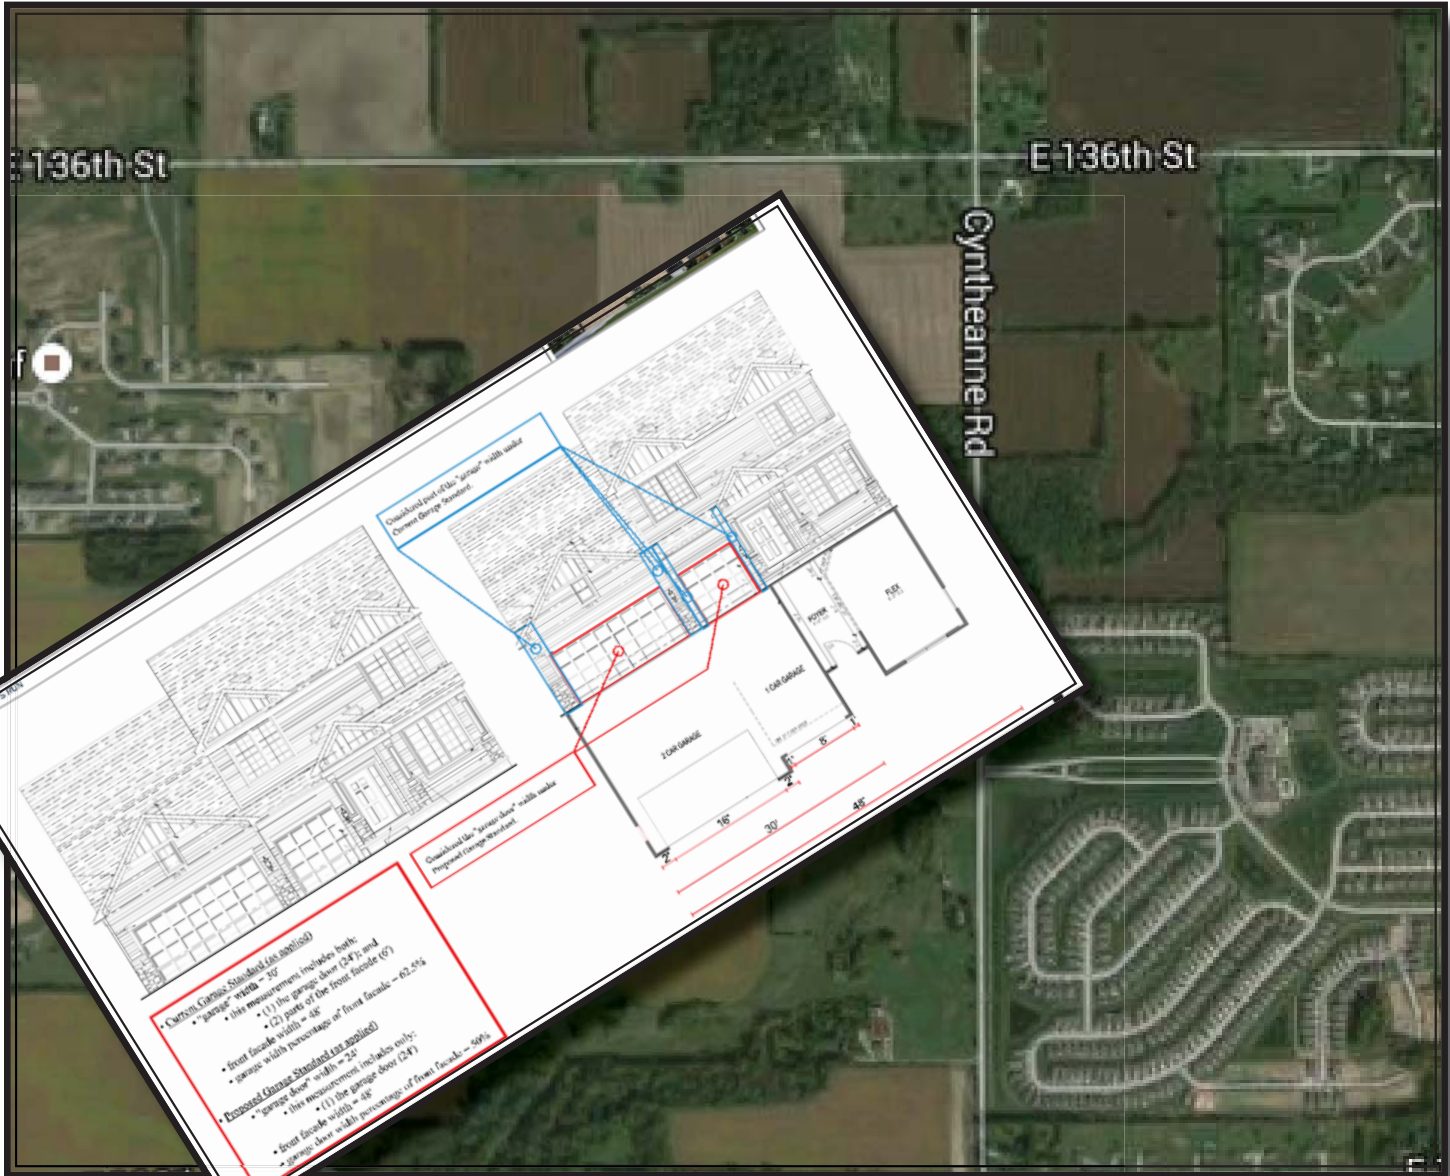 E 136th St
E 136th St
Cyntheanne Rd
f
Considered part of the "garage" width under
Current Garage Standard.
FLEX
FOYER
1 CAR GARAGE
2 CAR GARAGE
8'
1'
2'
16'
2'
30'
48'
Considered the "garage door" width under
Proposed Garage Standard.
• Current Garage Standard (as applied)
• "garage" width = 30'
• this measurement includes both:
• (1) the garage door (24'); and
• (2) parts of the front facade (6')
• front facade width = 48'
• garage width percentage of front facade = 62.5%
• Proposed Garage Standard (as applied)
• "garage door" width = 24'
• this measurement includes only:
• (1) the garage door (24')
• front facade width = 48'
• garage door width percentage of front facade = 50%